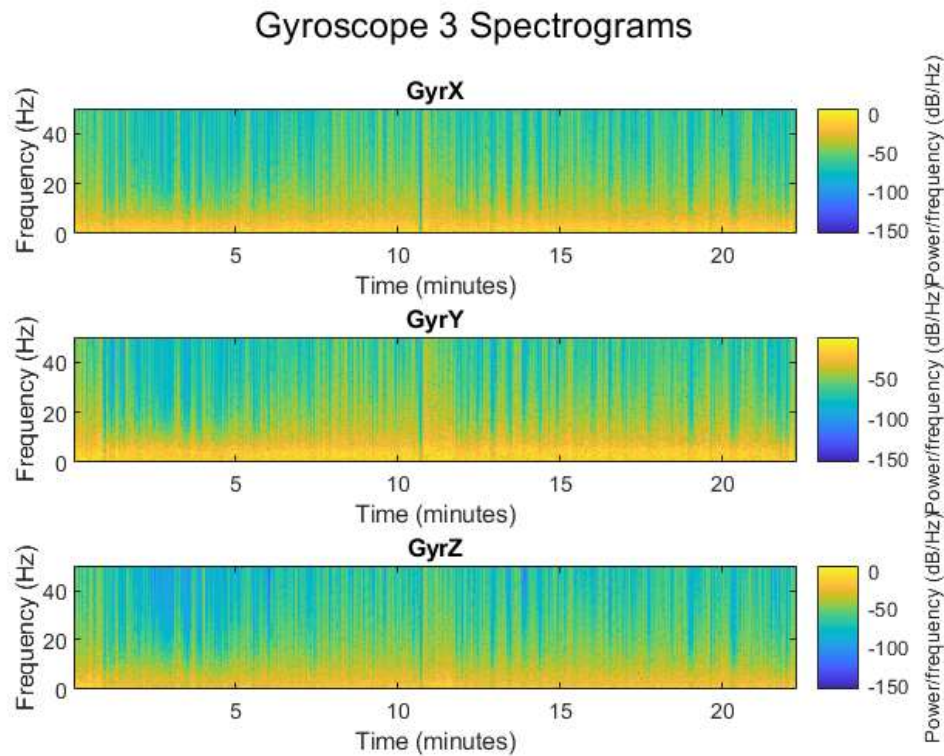 Gyroscope 3 Spectrograms
GyrX
Frequency (Hz)
40
20
0
5
10
15
20
Time (minutes)
0
-50
-100
-150
Power/frequency (dB/Hz)
GyrY
Frequency (Hz)
40
20
0
5
10
15
20
Time (minutes)
-50
-100
-150
Power/frequency (dB/Hz)
GyrZ
Frequency (Hz)
40
20
0
5
10
15
20
Time (minutes)
0
-50
-100
-150
Power/frequency (dB/Hz)